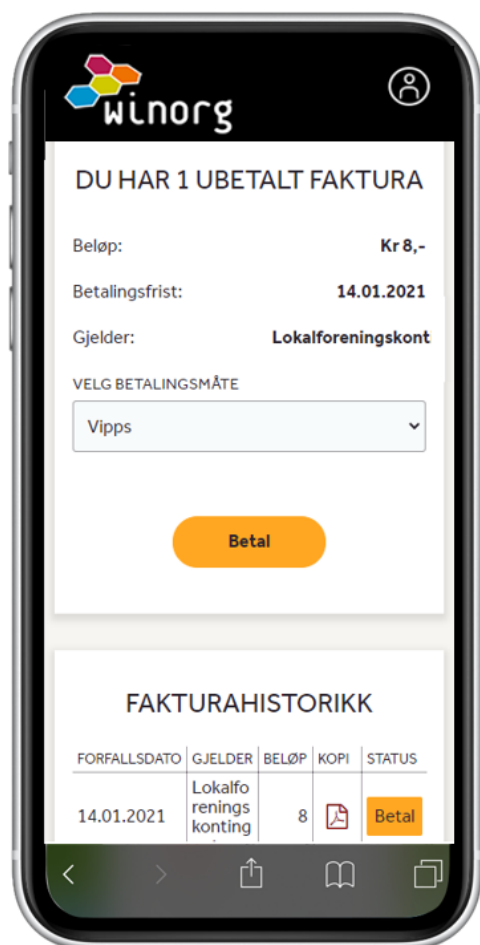 winorg
DU HAR 1 UBETALT FAKTURA
Beløp: Kr 8,-
Betalingsfrist: 14.01.2021
Gjelder: Lokalforeningskont
VELG BETALINGSMÅTE
Vipps
Betal
FAKTURAHISTORIKK
FORFALLSDATO GJELDER BELØP KOPI STATUS
Lokalfo
14.01.2021 renings 8 Betal
konting